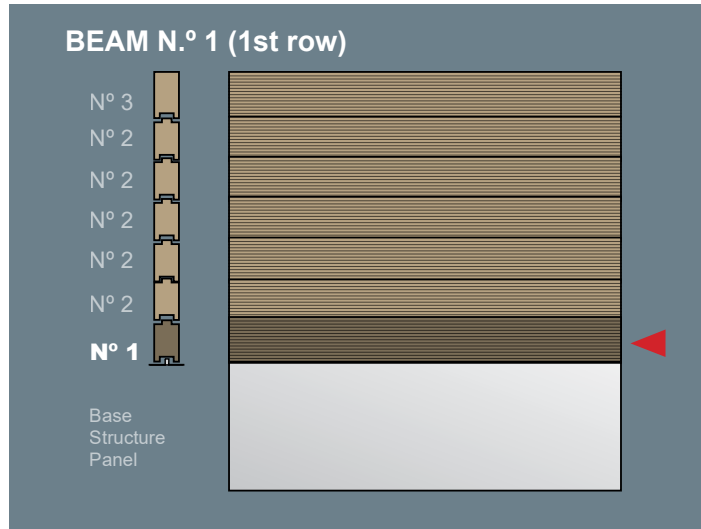 BEAM N.º 1 (1st row)
Nº 3
Nº 2
Nº 2
Nº 2
Nº 2
Nº 2
Nº 1
Base
Structure
Panel